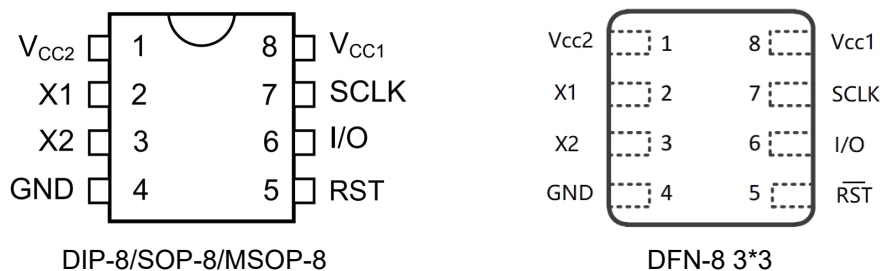 VCC2 1 8 VCC1
X1 2 7 SCLK
X2 3 6 I/O
GND 4 5 RST
DIP-8/SOP-8/MSOP-8
Vcc2 1 8 Vcc1
X1 2 7 SCLK
X2 3 6 I/O
GND 4 5 R̅S̅T̅
DFN-8 3*3